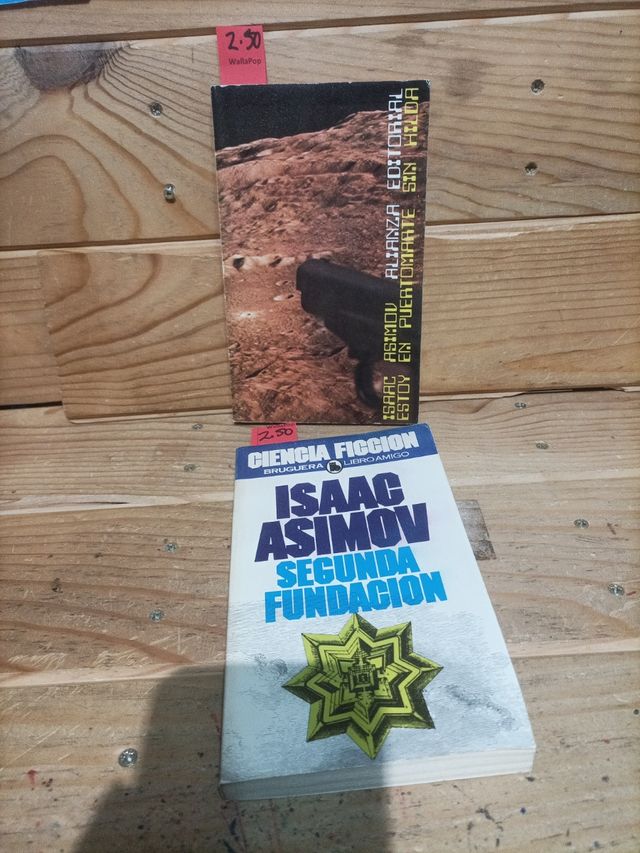 2.50
WallaPop
ISAAC ASIMOV ALIANZA EDITORIAL
ESTOY EN PUERTOMARTE SIN HILDA
2.50
CIENCIA FICCION
BRUGUERA LIBRO AMIGO
ISAAC
ASIMOV
SEGUNDA
FUNDACION